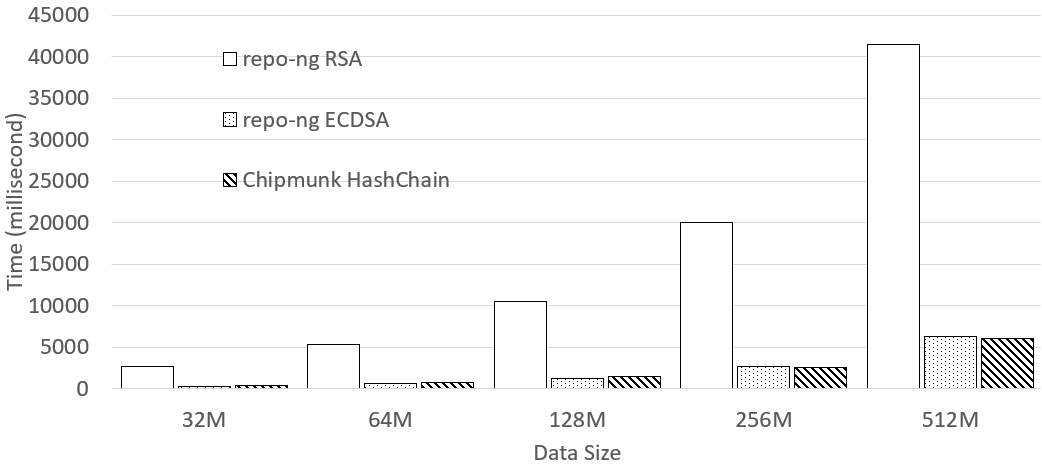 45000
40000
35000
30000
25000
20000
15000
10000
5000
0
Time (millisecond)
repo-ng RSA
repo-ng ECDSA
Chipmunk HashChain
32M 64M 128M 256M 512M
Data Size